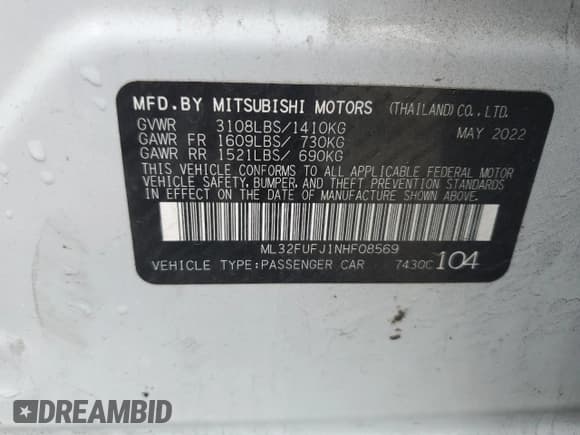 MFD.BY MITSUBISHI MOTORS (THAILAND)CO.,LTD.
GVWR 3108LBS/1410KG MAY 2022
GAWR FR 1609LBS/ 730KG
GAWR RR 1521LBS/ 690KG
THIS VEHICLE CONFORMS TO ALL APPLICABLE FEDERAL MOTOR
VEHICLE SAFETY, BUMPER, AND THEFT PREVENTION STANDARDS
IN EFFECT ON THE DATE OF MANUFACTURE SHOWN ABOVE.
ML32FUFJ1NHF08569
VEHICLE TYPE:PASSENGER CAR 7430C 104
DREAMBID